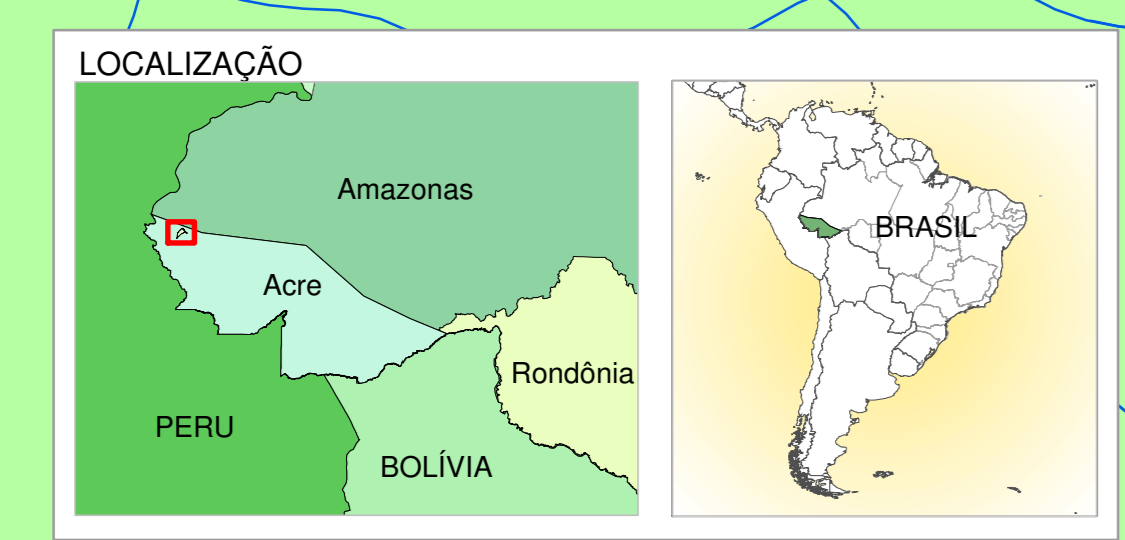 LOCALIZAÇÃO
Amazonas
Acre
Rondônia
PERU
BOLÍVIA
BRASIL